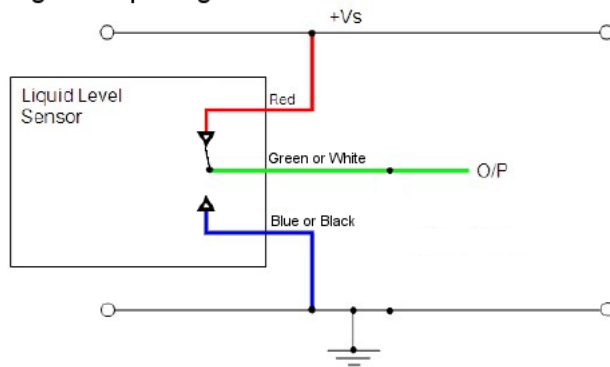 +Vs
Liquid Level
Sensor
Red
Green or White
O/P
Blue or Black